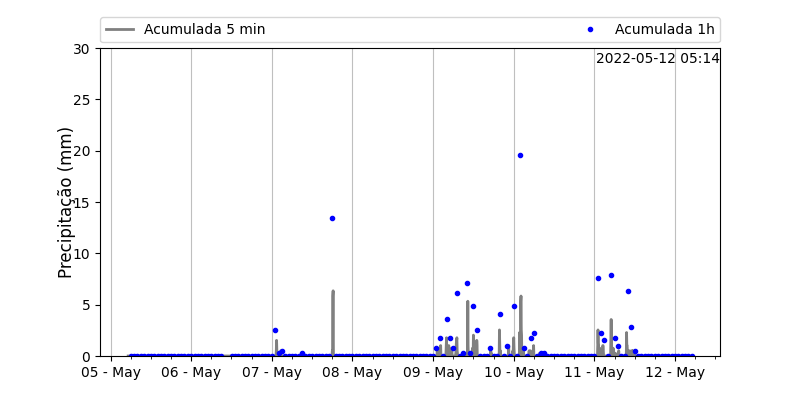 Acumulada 5 min Acumulada 1h
2022-05-12 05:14
Precipitação (mm)
30
25
20
15
10
5
0
05 - May 06 - May 07 - May 08 - May 09 - May 10 - May 11 - May 12 - May